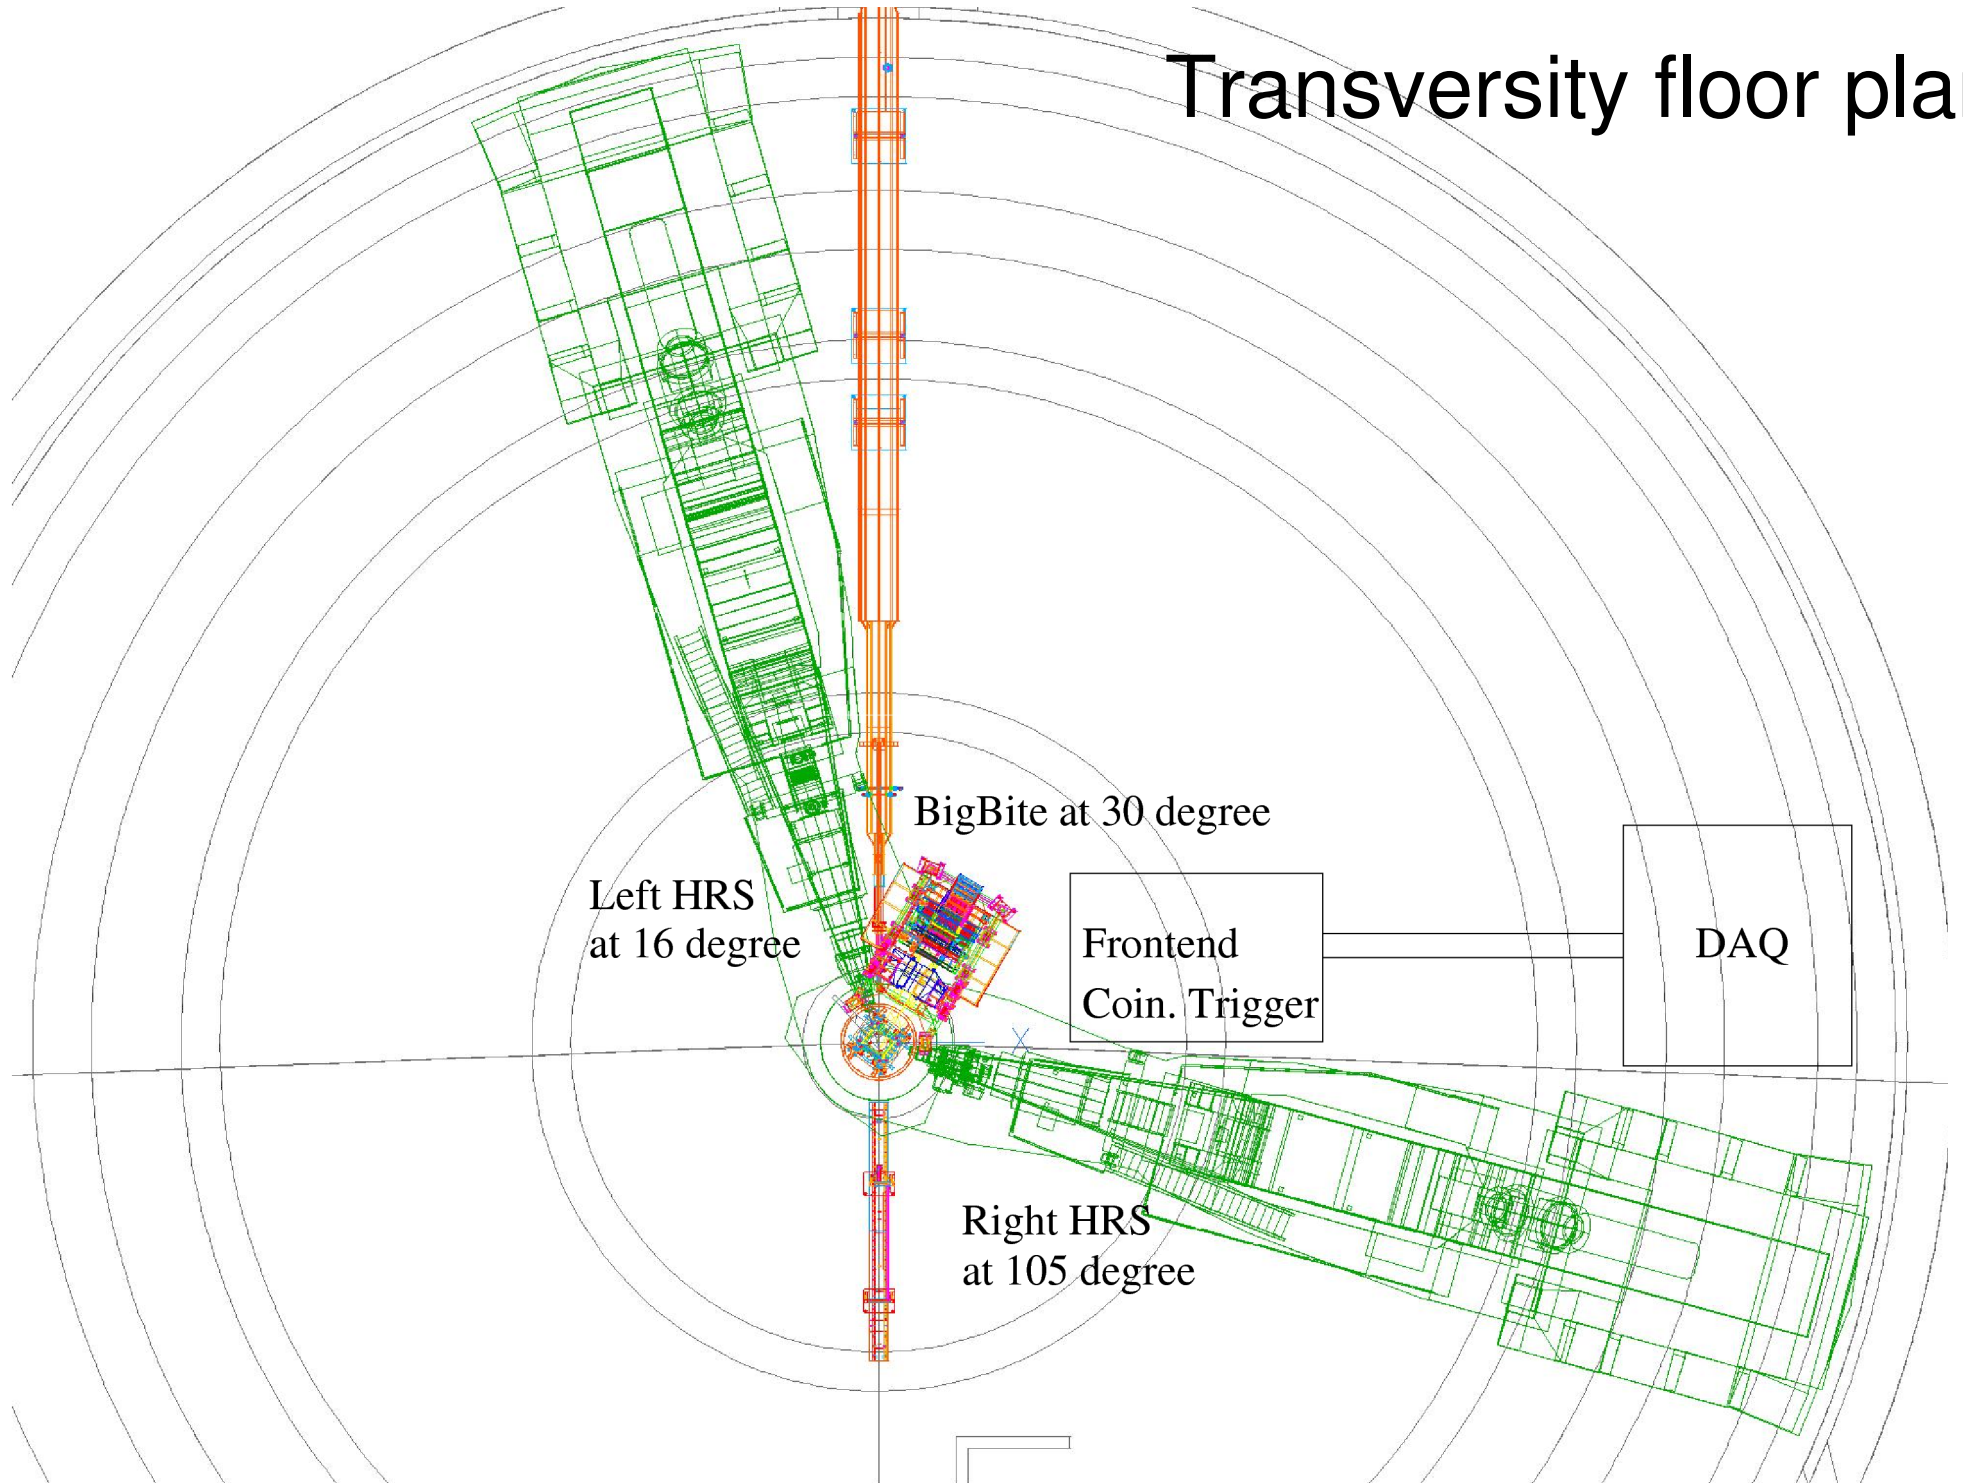 Transversity floor pla
BigBite at 30 degree
Left HRS
at 16 degree
Frontend
Coin. Trigger
DAQ
Right HRS
at 105 degree